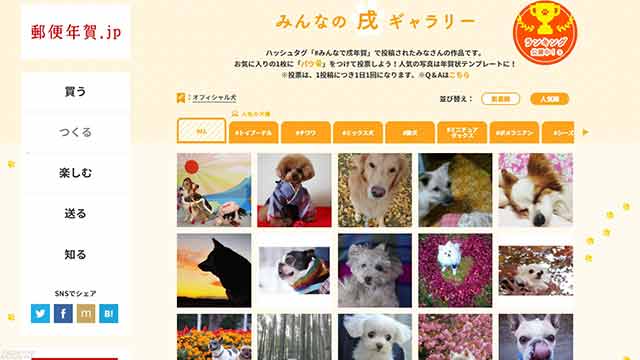 郵便年賀.jp
買う
つくる
楽しむ
送る
知る
SNSでシェア
みんなの 戌 ギャラリー
ランキング
ハッシュタグ「#みんなで戌年賀」で投稿されたみなさんの作品です。
お気に入りの1枚に「パウ」をつけて投票しよう！人気の写真は年賀状テンプレートに！
※投票は、1投稿につき1日1回になります。※Q&Aはこちら
：オフィシャル犬
並び替え：
新着順
人気順
人気の犬種
ALL
#トイプードル
#チワワ
#ミックス犬
#柴犬
#ミニチュア
ダックス
#ポメラニアン
#シーズ